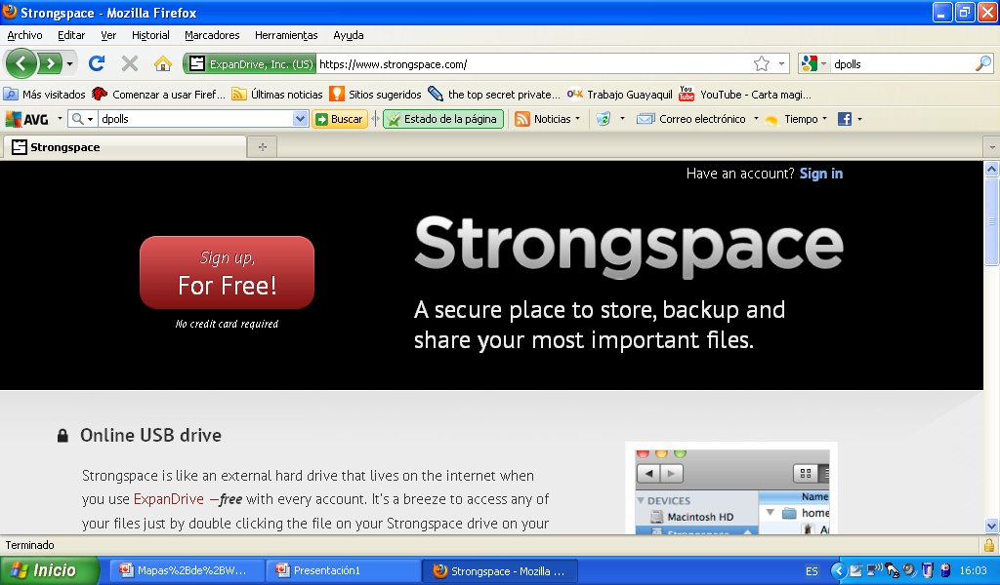 Strongspace - Mozilla Firefox
Archivo Editar Ver Historial Marcadores Herramientas Ayuda
ExpanDrive, Inc. (US) https://www.strongspace.com/ dpolls
Más visitados Comenzar a usar Firef... Últimas noticias Sitios sugeridos the top secret private... OLX Trabajo Guayaquil You Tube YouTube - Carta magi...
AVG dpolls Buscar Estado de la página Noticias Correo electrónico Tiempo
Strongspace
Have an account? Sign in
Sign up,
For Free!
No credit card required
Strongspace
A secure place to store, backup and
share your most important files.
Online USB drive
Strongspace is like an external hard drive that lives on the internet when
you use ExpanDrive —free with every account. It's a breeze to access any of
your files just by double clicking the file on your Strongspace drive on your
Name
DEVICES
Macintosh HD
home
Strongspace
Terminado
Inicio Mapas%2Bde%2BW... Presentación1 Strongspace - Mozilla ... ES 16:03